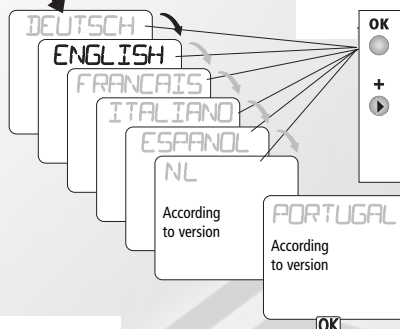 DEUTSCH
ENGLISH
FRANCAIS
ITALIANO
ESPANOL
NL
According
to version
PORTUGAL
According
to version
OK
+
OK